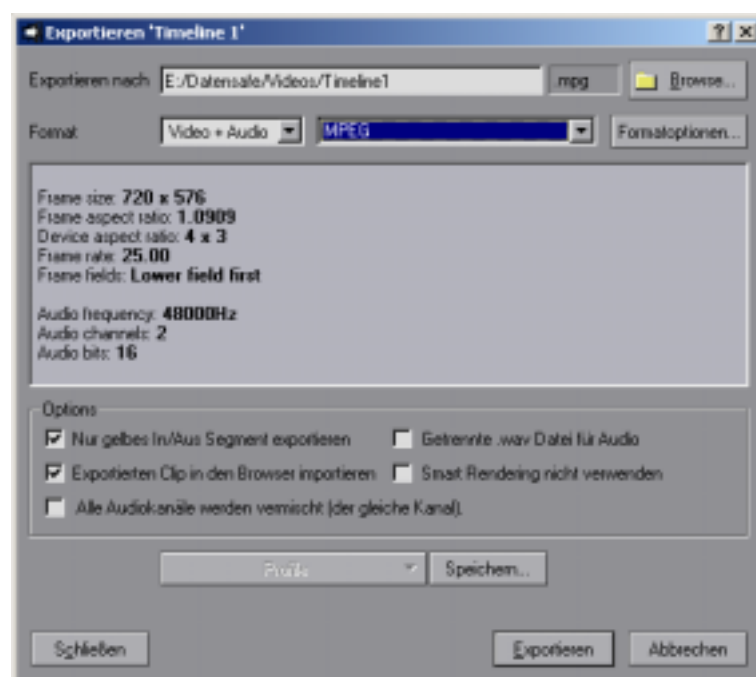 Exportieren 'Timeline 1'
Exportieren nach E:/Datensafe/Videos/Timeline1 mpg Browse...
Format Video + Audio MPEG Formatoptionen...
Frame size: 720 x 576
Frame aspect ratio: 1.0909
Device aspect ratio: 4 x 3
Frame rate: 25.00
Frame fields: Lower field first
Audio frequency: 48000Hz
Audio channels: 2
Audio bits: 16
Options
Nur gelbes In/Aus Segment exportieren Getrennte .wav Datei für Audio
Exportierten Clip in den Browser importieren Smart Rendering nicht verwenden
Alle Audiokanäle werden vermischt (der gleiche Kanal).
Profile Speichern...
Schließen Exportieren Abbrechen